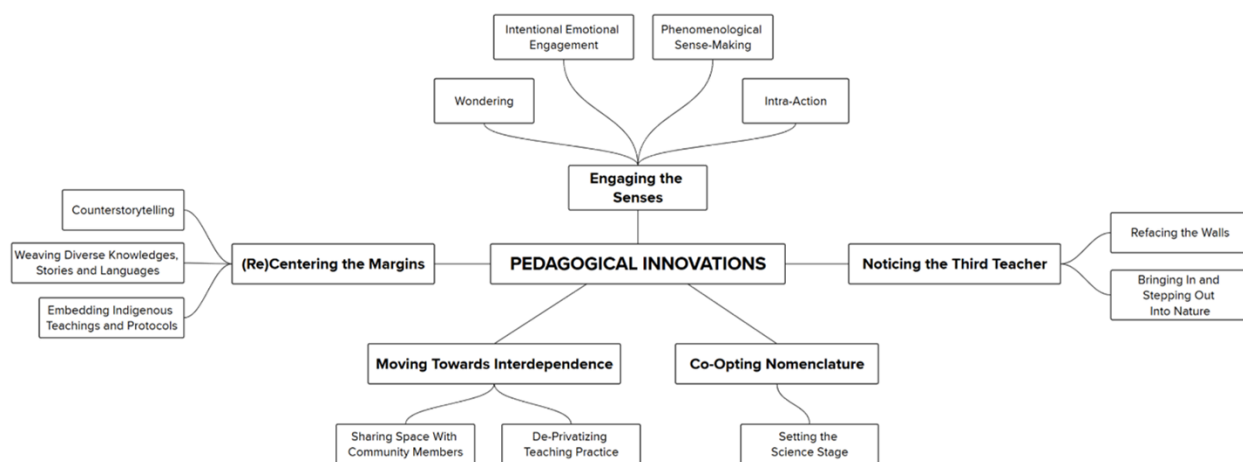 Intentional Emotional
Engagement
Phenomenological
Sense-Making
Wondering
Intra-Action
Engaging the
Senses
Counterstorytelling
Weaving Diverse Knowledges,
Stories and Languages
Embedding Indigenous
Teachings and Protocols
(Re)Centering the Margins
PEDAGOGICAL INNOVATIONS
Noticing the Third Teacher
Refacing the Walls
Bringing In and
Stepping Out
Into Nature
Moving Towards Interdependence
Co-Opting Nomenclature
Sharing Space With
Community Members
De-Privatizing
Teaching Practice
Setting the
Science Stage